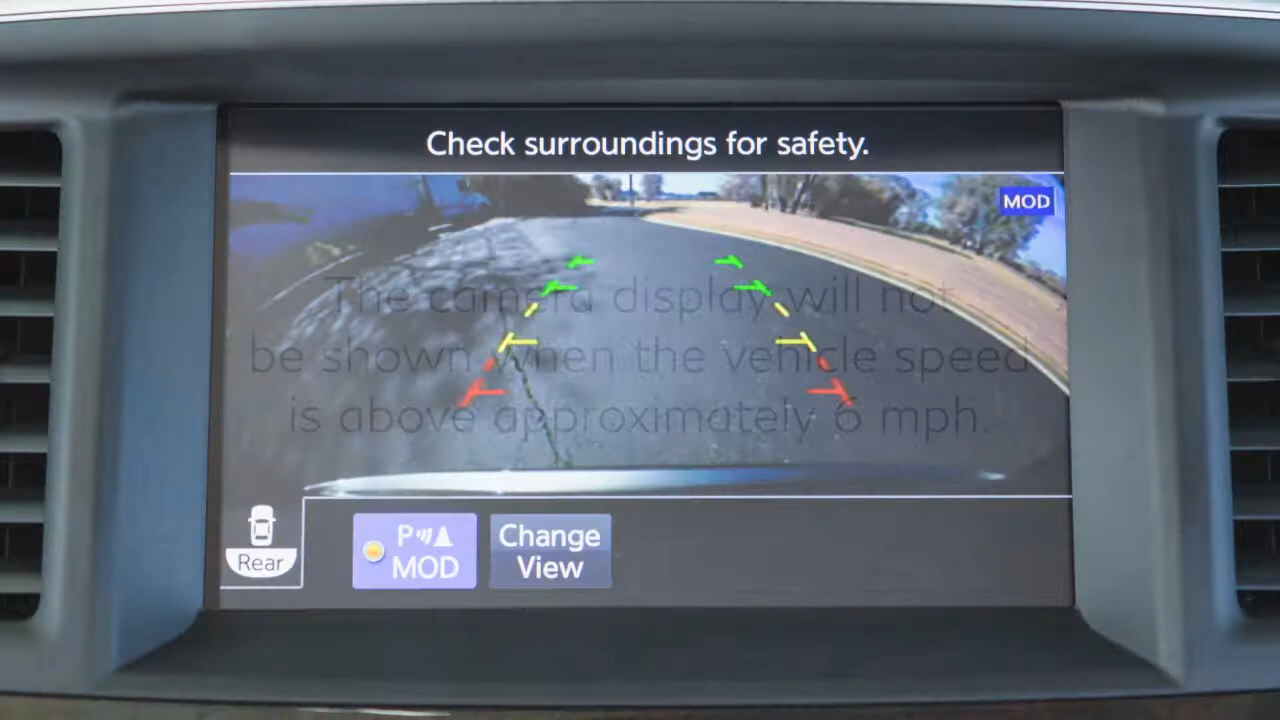 Check surroundings for safety.
MOD
The camera display will not
be shown when the vehicle speed
is above approximately 6 mph.
Rear
P
MOD
Change
View